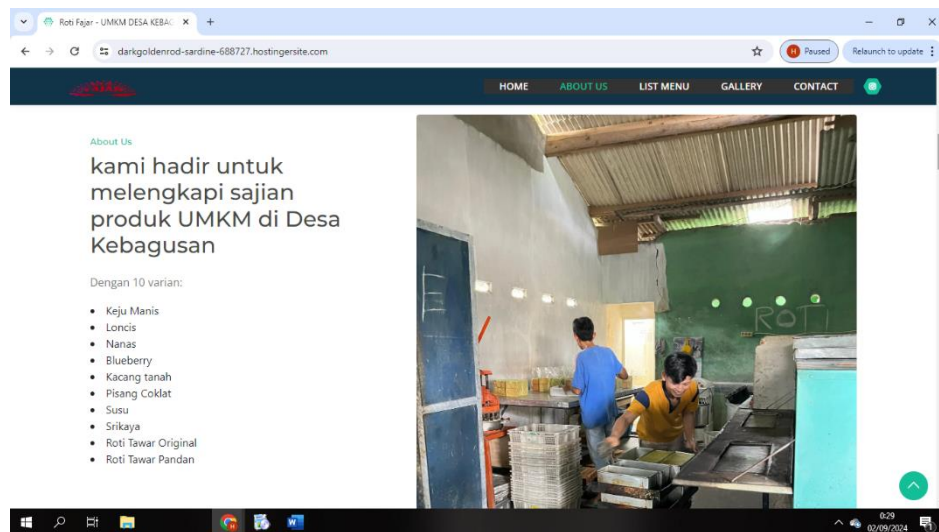 Roti Fajar - UMKM DESA KEBAG
darkgoldenrod-sardine-688727.hostingersite.com
H Paused
Relaunch to update
HOME ABOUT US LIST MENU GALLERY CONTACT
About Us
kami hadir untuk
melengkapi sajian
produk UMKM di Desa
Kebagusan
Dengan 10 varian:
Keju Manis
Loncis
Nanas
Blueberry
Kacang tanah
Pisang Coklat
Susu
Srikaya
Roti Tawar Original
Roti Tawar Pandan
ROTI
0:29
02/09/2024